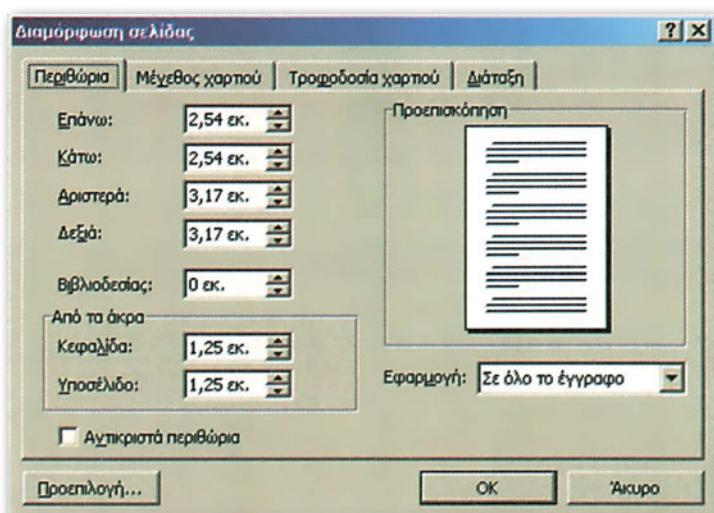 Διαμόρφωση σελίδας
Περιθώρια Μέγεθος χαρτιού Τροφοδοσία χαρτιού Διάταξη
Επάνω: 2,54 εκ.
Κάτω: 2,54 εκ.
Αριστερά: 3,17 εκ.
Δεξιά: 3,17 εκ.
Βιβλιοδεσίας: 0 εκ.
Από τα άκρα
Κεφαλίδα: 1,25 εκ.
Υποσέλιδο: 1,25 εκ.
Αντικριστά περιθώρια
Προεπισκόπηση
Εφαρμογή: Σε όλο το έγγραφο
Προεπιλογή... OK Άκυρο